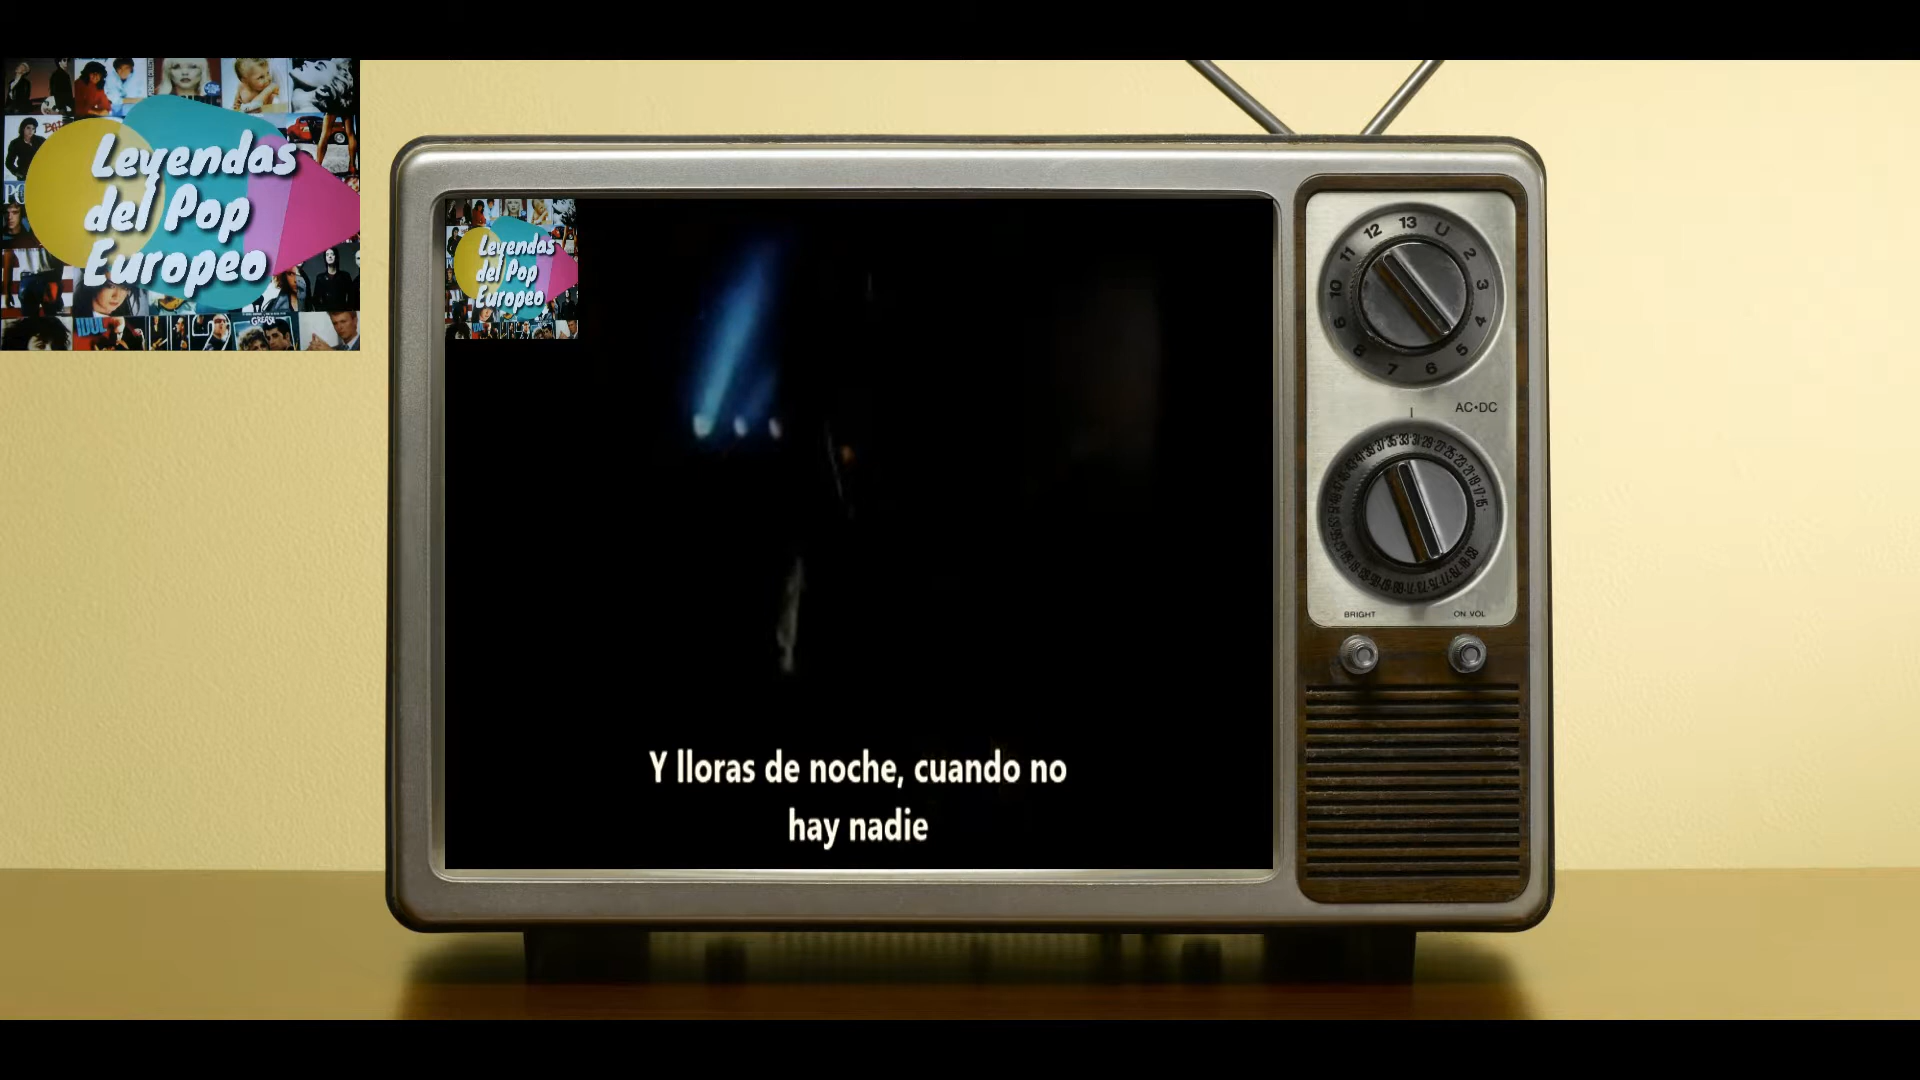 Leyendas
del Pop
Europeo
Leyendas
del Pop
Europeo
Y lloras de noche, cuando no
hay nadie
12 13 U 2 3 4 5 6 7 8 9 10 11
AC•DC
BRIGHT
ON VOL